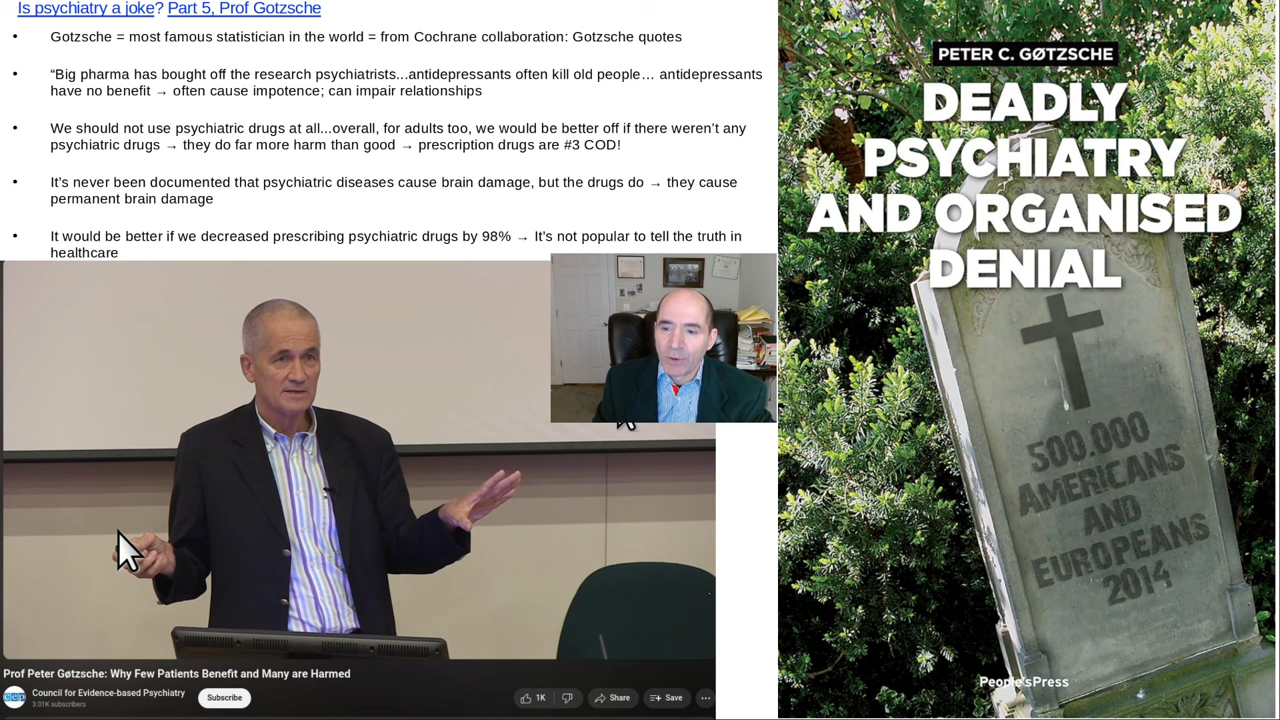 Is psychiatry a joke? Part 5, Prof Gotzsche
• Gotzsche = most famous statistician in the world = from Cochrane collaboration: Gotzsche quotes
• “Big pharma has bought off the research psychiatrists...antidepressants often kill old people… antidepressants
have no benefit → often cause impotence; can impair relationships
• We should not use psychiatric drugs at all...overall, for adults too, we would be better off if there weren’t any
psychiatric drugs → they do far more harm than good → prescription drugs are #3 COD!
• It’s never been documented that psychiatric diseases cause brain damage, but the drugs do → they cause
permanent brain damage
• It would be better if we decreased prescribing psychiatric drugs by 98% → It’s not popular to tell the truth in
healthcare
Prof Peter Gøtzsche: Why Few Patients Benefit and Many are Harmed
Council for Evidence-based Psychiatry
3.01K subscribers
Subscribe
1K
Share
Save
PETER C. GØTZSCHE
DEADLY
PSYCHIATRY
AND ORGANISED
DENIAL
500.000
AMERICANS
AND
EUROPEANS
2014
People'sPress